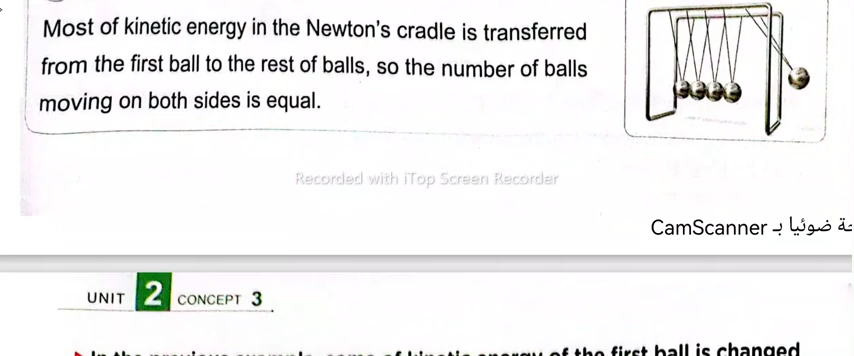 Most of kinetic energy in the Newton's cradle is transferred
from the first ball to the rest of balls, so the number of balls
moving on both sides is equal.
Recorded with iTop Screen Recorder
ضوئيا بـ CamScanner
UNIT 2 CONCEPT 3
of the first ball is changed